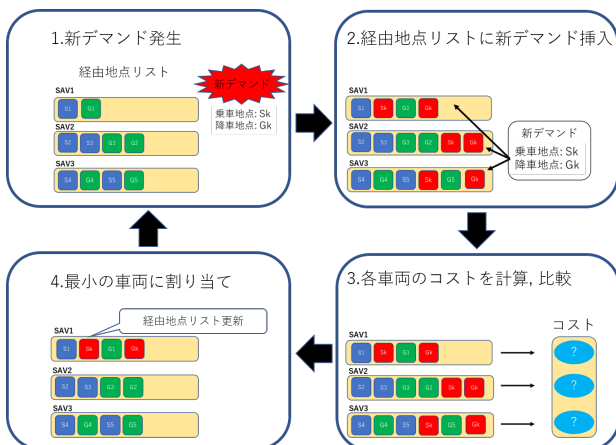 1.新デマンド発生
経由地点リスト
新デマンド
乗車地点: Sk
降車地点: Gk
SAV1
S1 G1
SAV2
S2 S3 G3 G2
SAV3
S4 G4 S5 G5
2.経由地点リストに新デマンド挿入
SAV1
S1 Sk G1 Gk
SAV2
S2 S3 G3 G2 Sk Gk
SAV3
S4 G4 S5 Sk G5 Gk
新デマンド
乗車地点: Sk
降車地点: Gk
3.各車両のコストを計算, 比較
コスト
SAV1
S1 Sk G1 Gk ?
SAV2
S2 S3 G3 G2 Sk Gk ?
SAV3
S4 G4 S5 Sk G5 Gk ?
4.最小の車両に割り当て
経由地点リスト更新
SAV1
S1 Sk G1 Gk
SAV2
S2 S3 G3 G2
SAV3
S4 G4 S5 G5